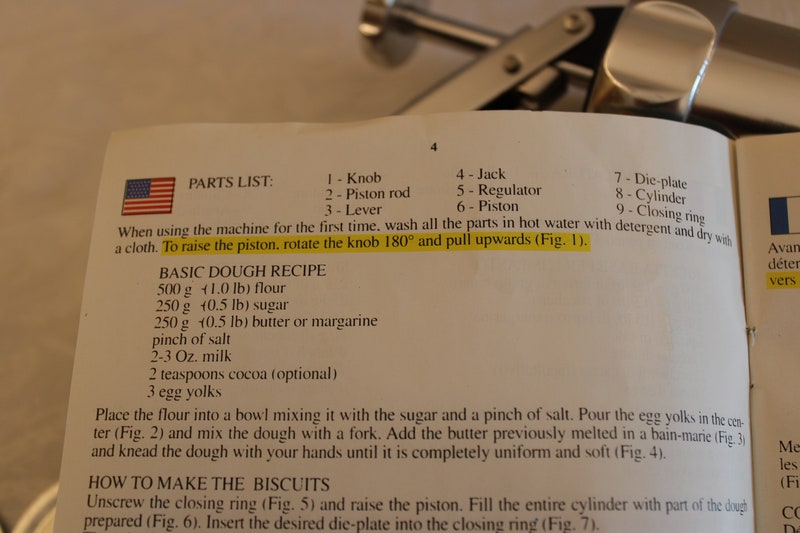 4
PARTS LIST:
1 - Knob
2 - Piston rod
3 - Lever
4 - Jack
5 - Regulator
6 - Piston
7 - Die-plate
8 - Cylinder
9 - Closing ring
When using the machine for the first time, wash all the parts in hot water with detergent and dry with
a cloth. To raise the piston, rotate the knob 180° and pull upwards (Fig. 1).
BASIC DOUGH RECIPE
500 g (1.0 lb) flour
250 g (0.5 lb) sugar
250 g (0.5 lb) butter or margarine
pinch of salt
2-3 Oz. milk
2 teaspoons cocoa (optional)
3 egg yolks
Place the flour into a bowl mixing it with the sugar and a pinch of salt. Pour the egg yolks in the cen-
ter (Fig. 2) and mix the dough with a fork. Add the butter previously melted in a bain-marie (Fig. 3)
and knead the dough with your hands until it is completely uniform and soft (Fig. 4).
HOW TO MAKE THE BISCUITS
Unscrew the closing ring (Fig. 5) and raise the piston. Fill the entire cylinder with part of the dough
prepared (Fig. 6). Insert the desired die-plate into the closing ring (Fig. 7).
Avan
déter
vers
Me
les
(Fi
CO